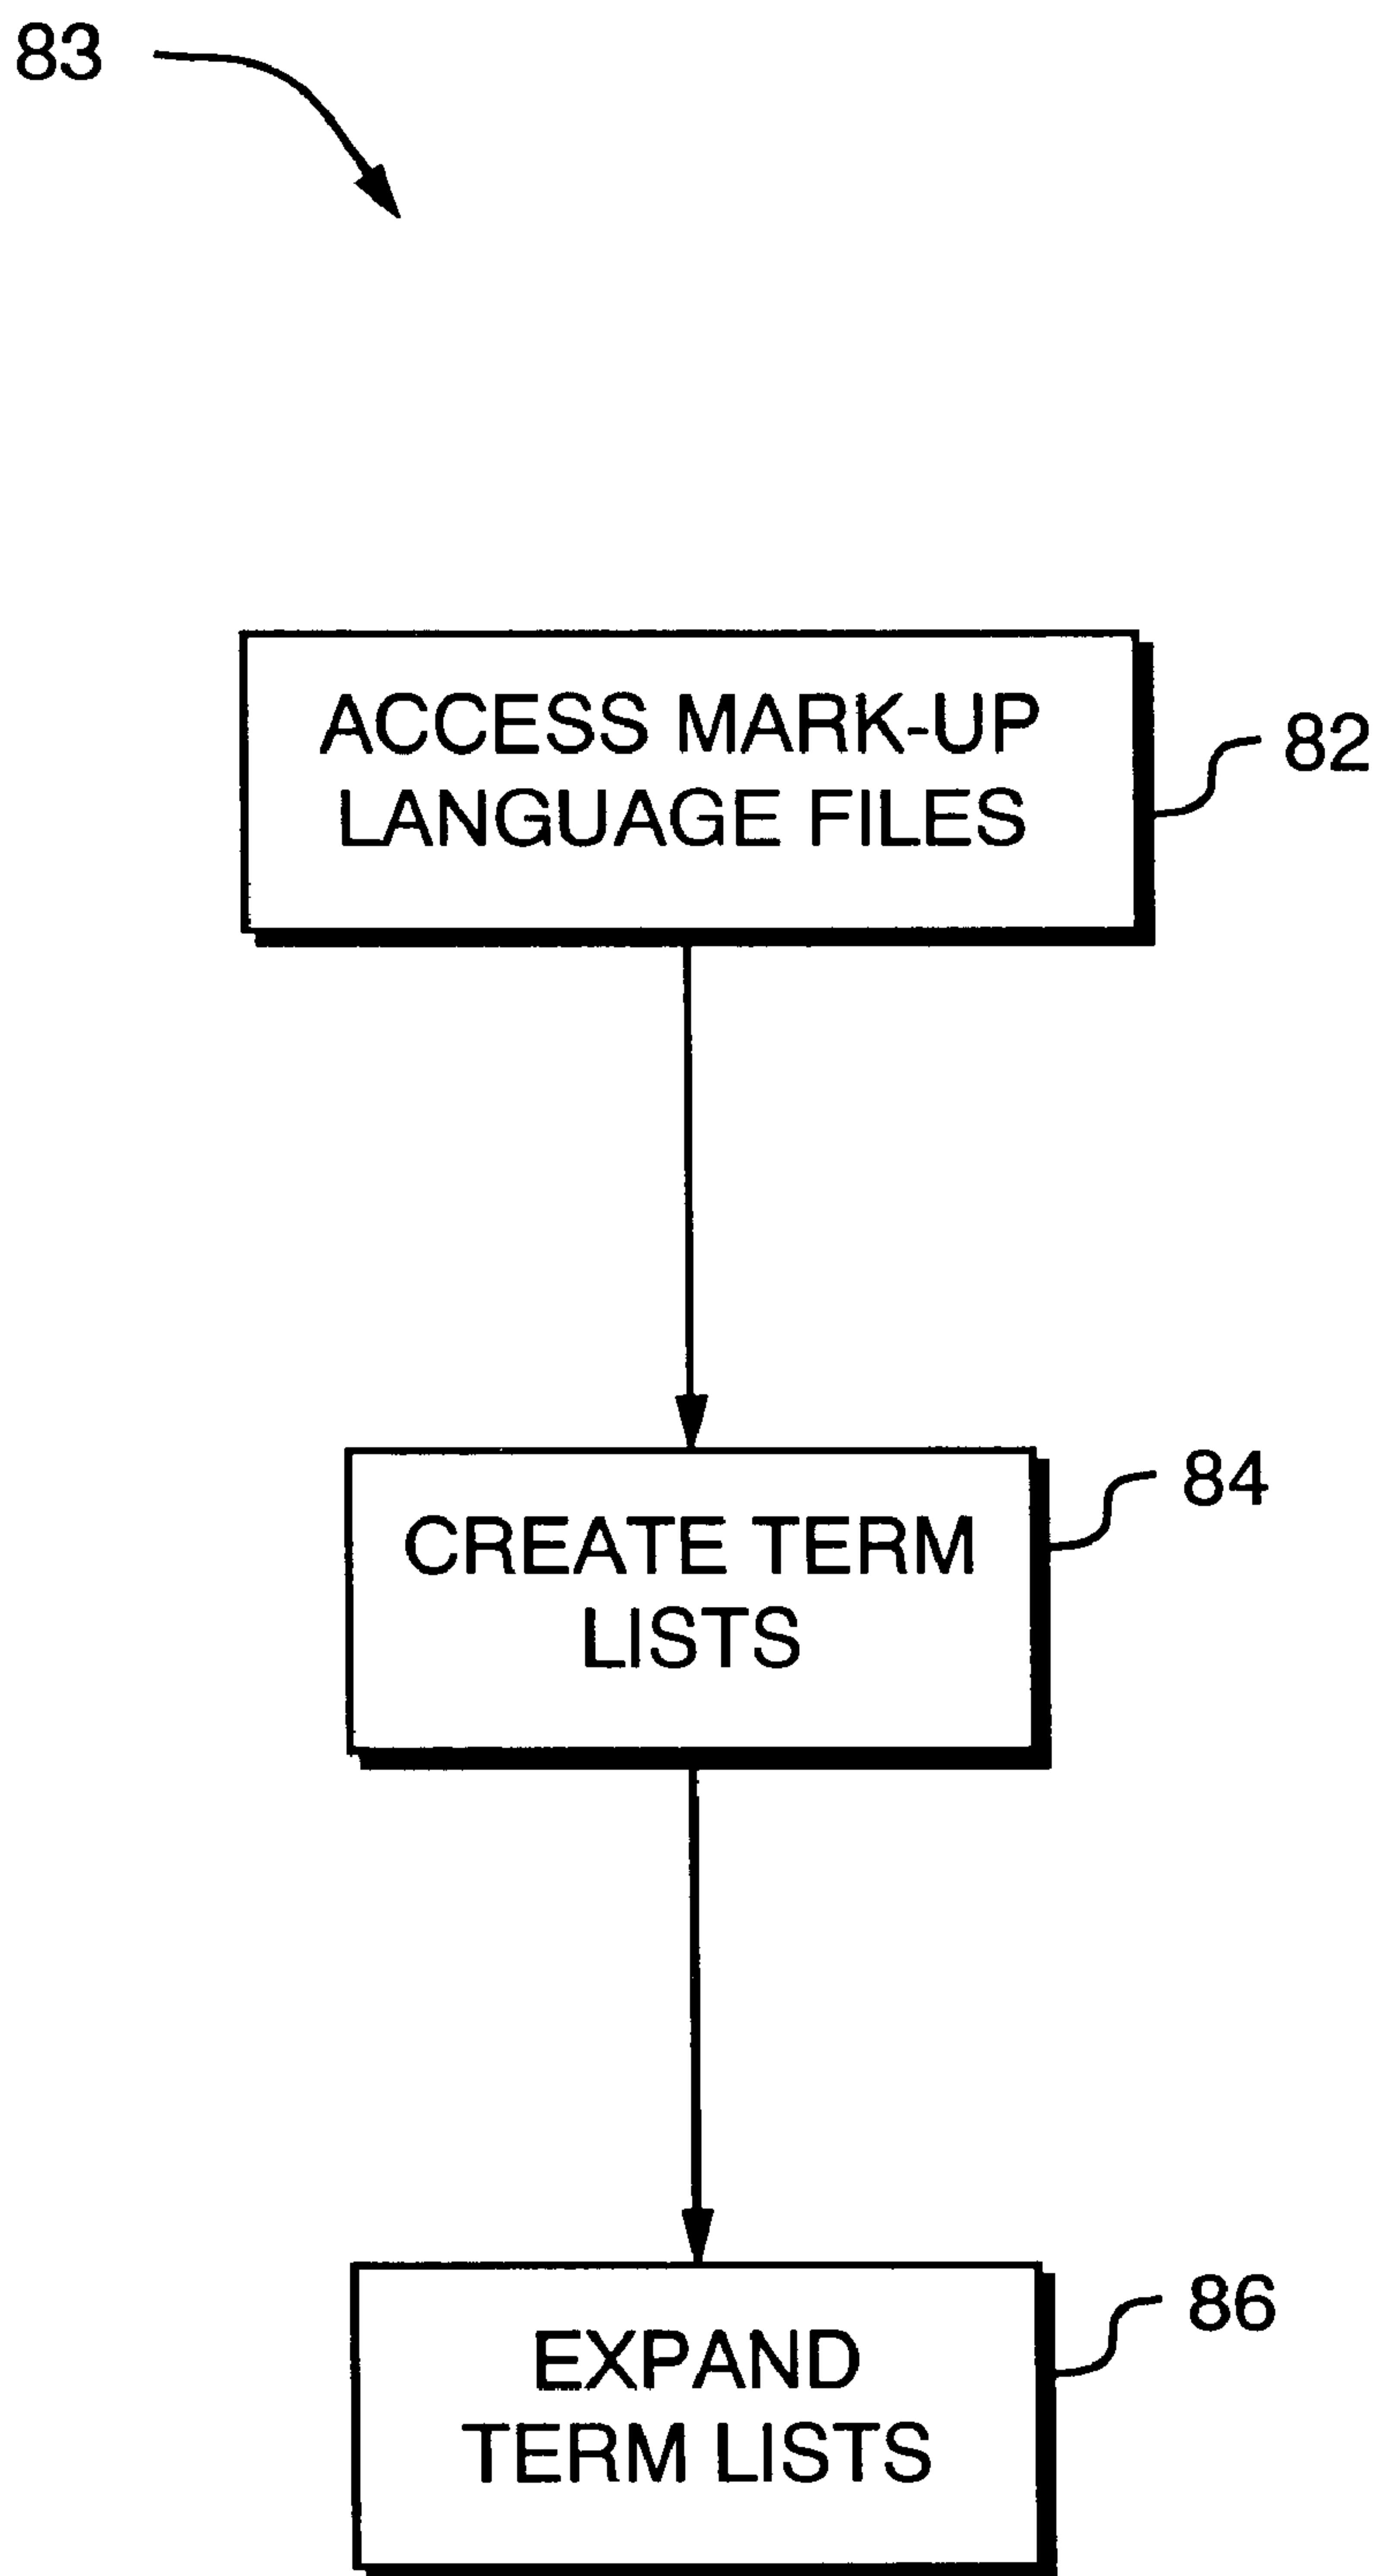 83
ACCESS MARK-UP
LANGUAGE FILES
82
CREATE TERM
LISTS
84
EXPAND
TERM LISTS
86